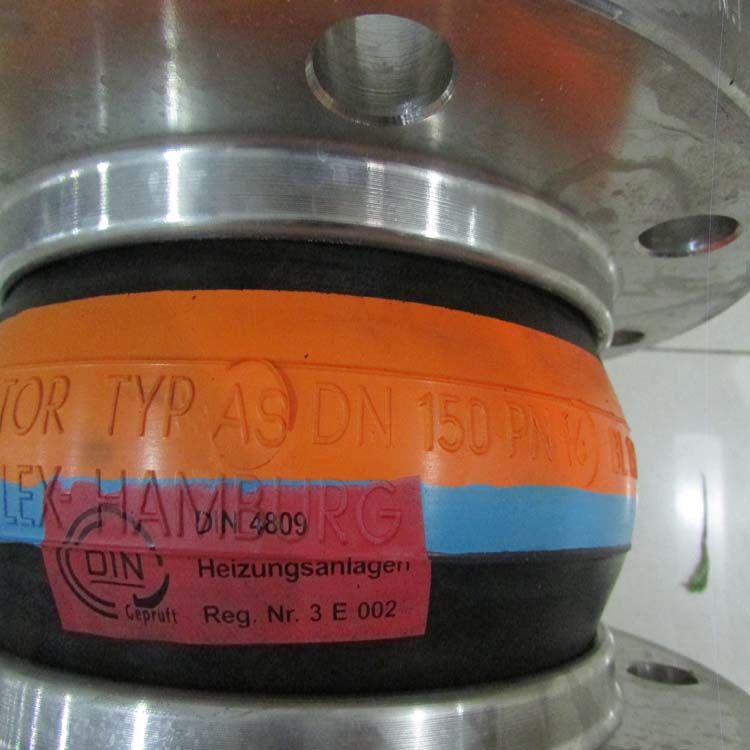 TOR TYP AS DN 150 PN 16
LEX-HAMBURG
DIN 4809
DIN
Geprüft
Heizungsanlagen
Reg. Nr. 3 E 002